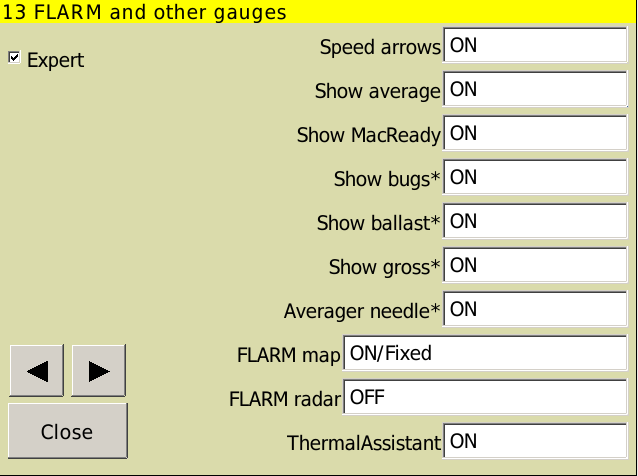 13 FLARM and other gauges
Expert
Speed arrows ON
Show average ON
Show MacReady ON
Show bugs* ON
Show ballast* ON
Show gross* ON
Averager needle* ON
FLARM map ON/Fixed
FLARM radar OFF
ThermalAssistant ON
Close